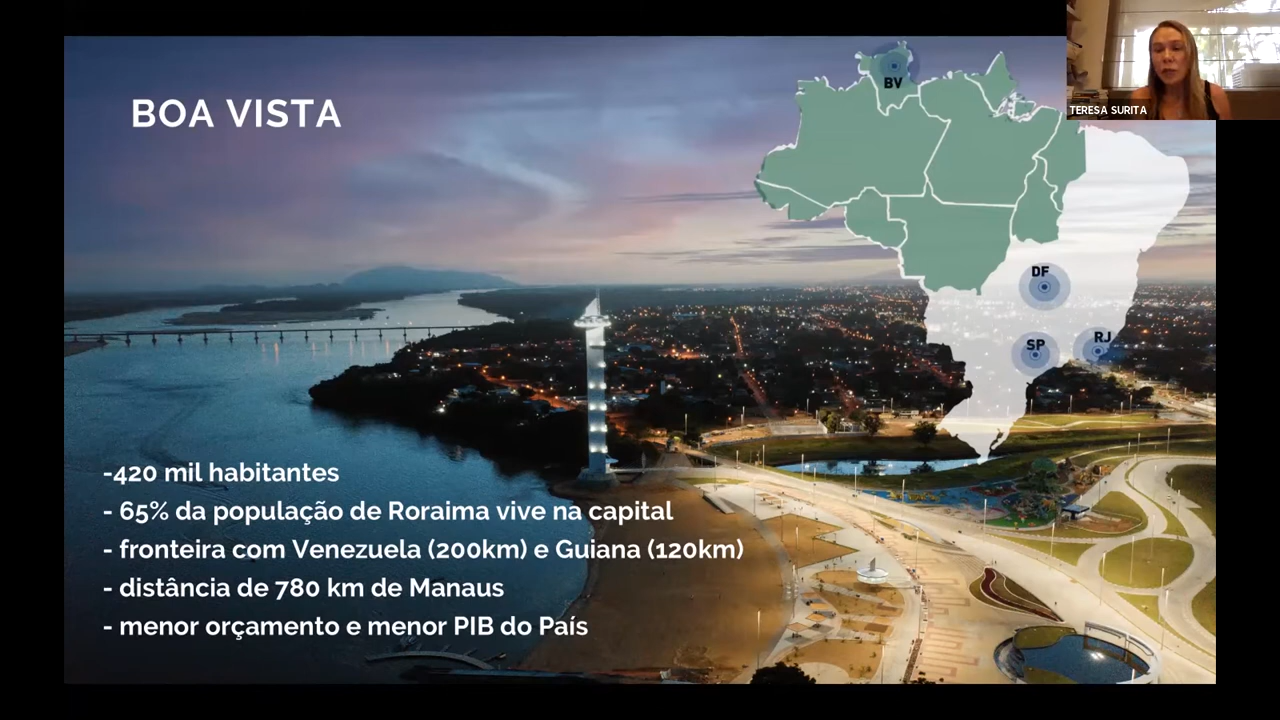 BOA VISTA
BV
TERESA SURITA
DF
SP
RJ
-420 mil habitantes
- 65% da população de Roraima vive na capital
- fronteira com Venezuela (200km) e Guiana (120km)
- distância de 780 km de Manaus
- menor orçamento e menor PIB do País